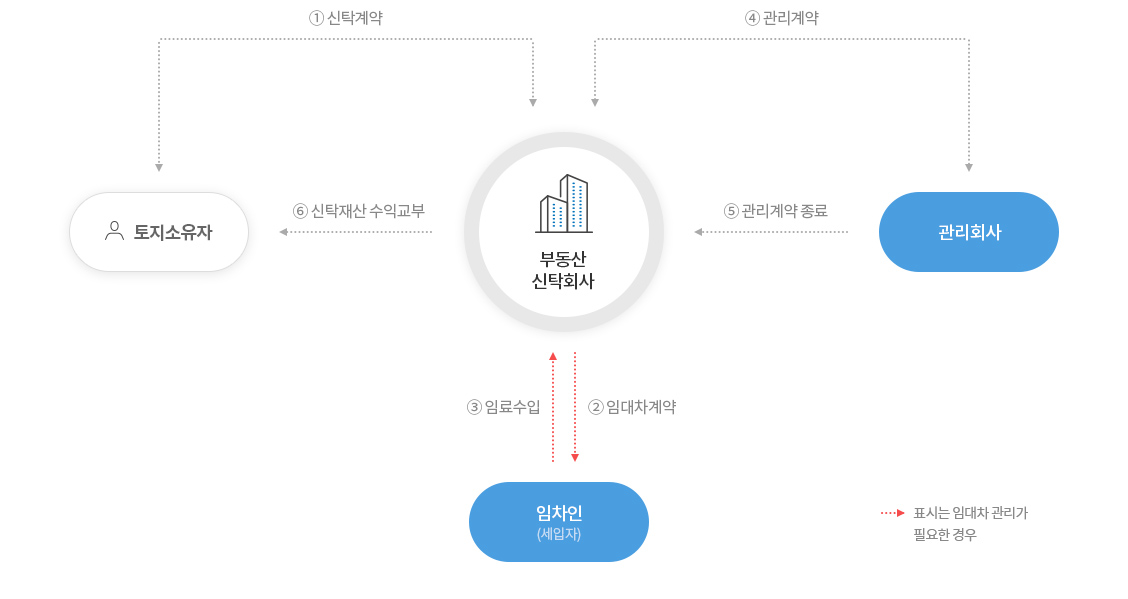 ① 신탁계약
④ 관리계약
⑥ 신탁재산 수익교부
⑤ 관리계약 종료
토지소유자
부동산
신탁회사
관리회사
③ 임료수입
② 임대차계약
임차인
(세입자)
표시는 임대차 관리가
필요한 경우